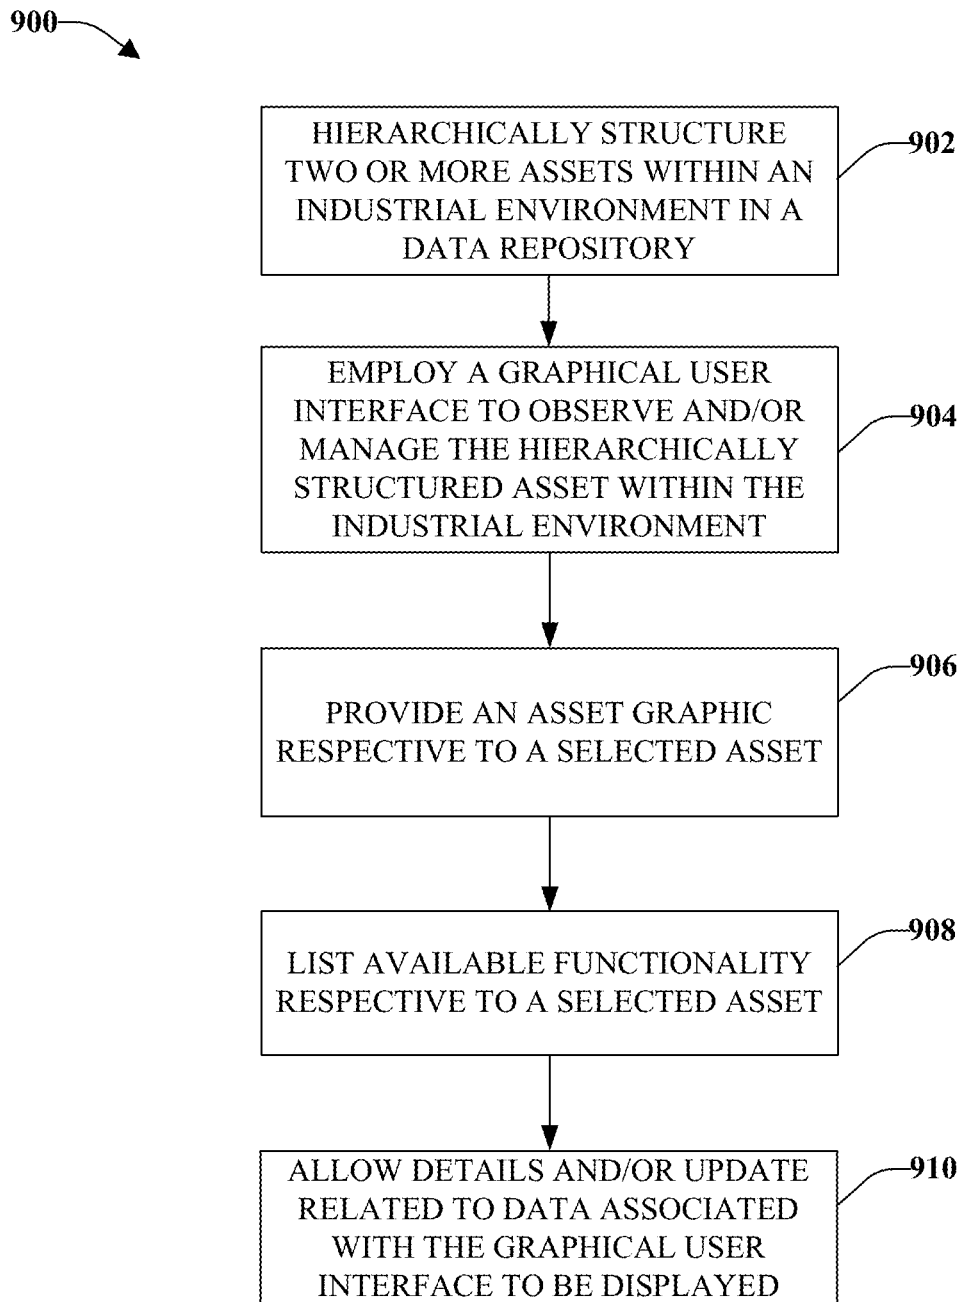 900
HIERARCHICALLY STRUCTURE
TWO OR MORE ASSETS WITHIN AN
INDUSTRIAL ENVIRONMENT IN A
DATA REPOSITORY
902
EMPLOY A GRAPHICAL USER
INTERFACE TO OBSERVE AND/OR
MANAGE THE HIERARCHICALLY
STRUCTURED ASSET WITHIN THE
INDUSTRIAL ENVIRONMENT
904
PROVIDE AN ASSET GRAPHIC
RESPECTIVE TO A SELECTED ASSET
906
LIST AVAILABLE FUNCTIONALITY
RESPECTIVE TO A SELECTED ASSET
908
ALLOW DETAILS AND/OR UPDATE
RELATED TO DATA ASSOCIATED
WITH THE GRAPHICAL USER
INTERFACE TO BE DISPLAYED
910